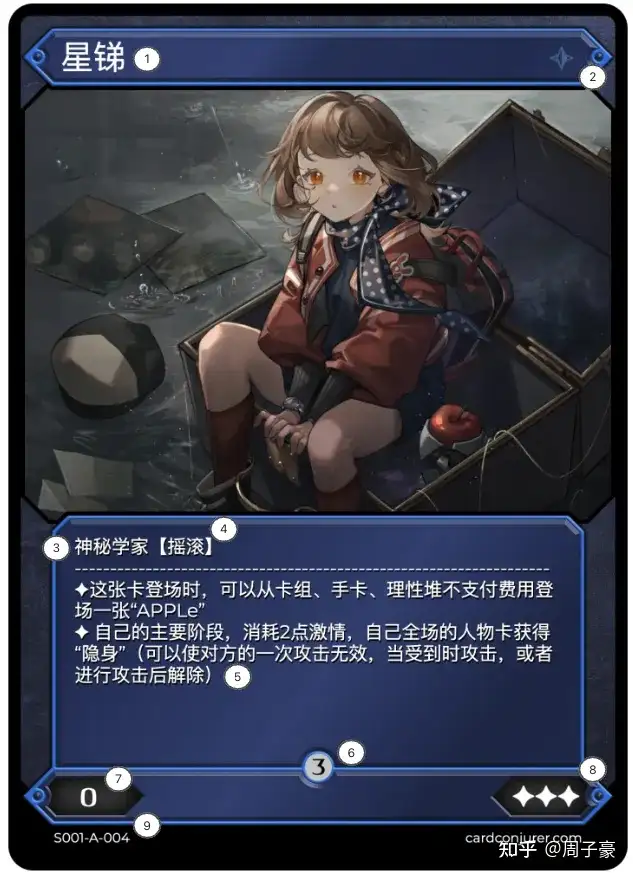 星锑 1
2
4
3 神秘学家【摇滚】
✦这张卡登场时，可以从卡组、手卡、理性堆不支付费用登
场一张“APPLe”
✦ 自己的主要阶段，消耗2点激情，自己全场的人物卡获得
“隐身”（可以使对方的一次攻击无效，当受到时攻击，或者
进行攻击后解除） 5
3 6
0 7
8
9
S001-A-004
cardconjurer.com
知乎 @周子豪